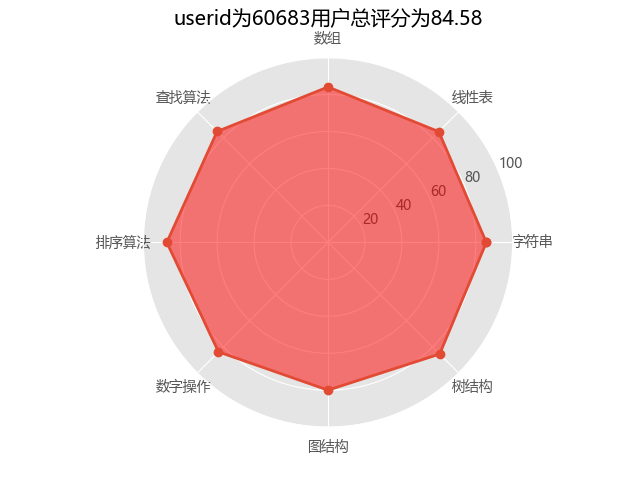 userid为60683用户总评分为84.58
数组
查找算法
线性表
100
80
60
40
20
排序算法
字符串
数字操作
树结构
图结构